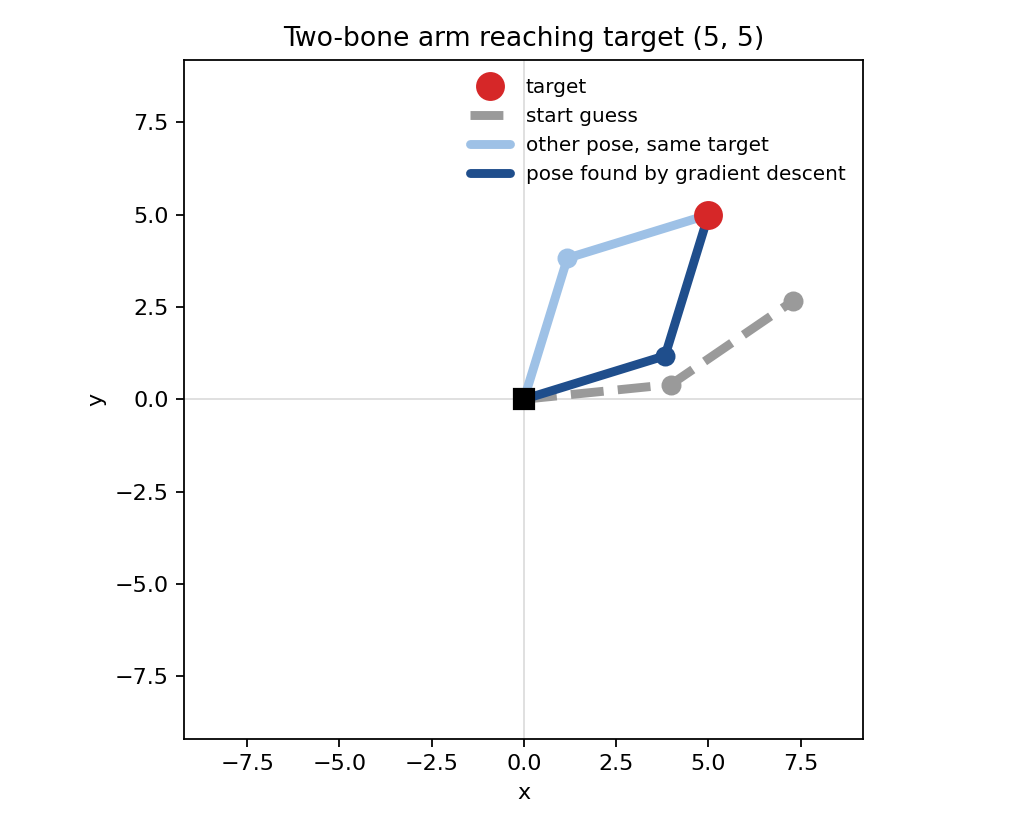 Two-bone arm reaching target (5, 5)
target
start guess
other pose, same target
pose found by gradient descent
7.5
5.0
2.5
0.0
−2.5
−5.0
−7.5
y
−7.5 −5.0 −2.5 0.0 2.5 5.0 7.5
x